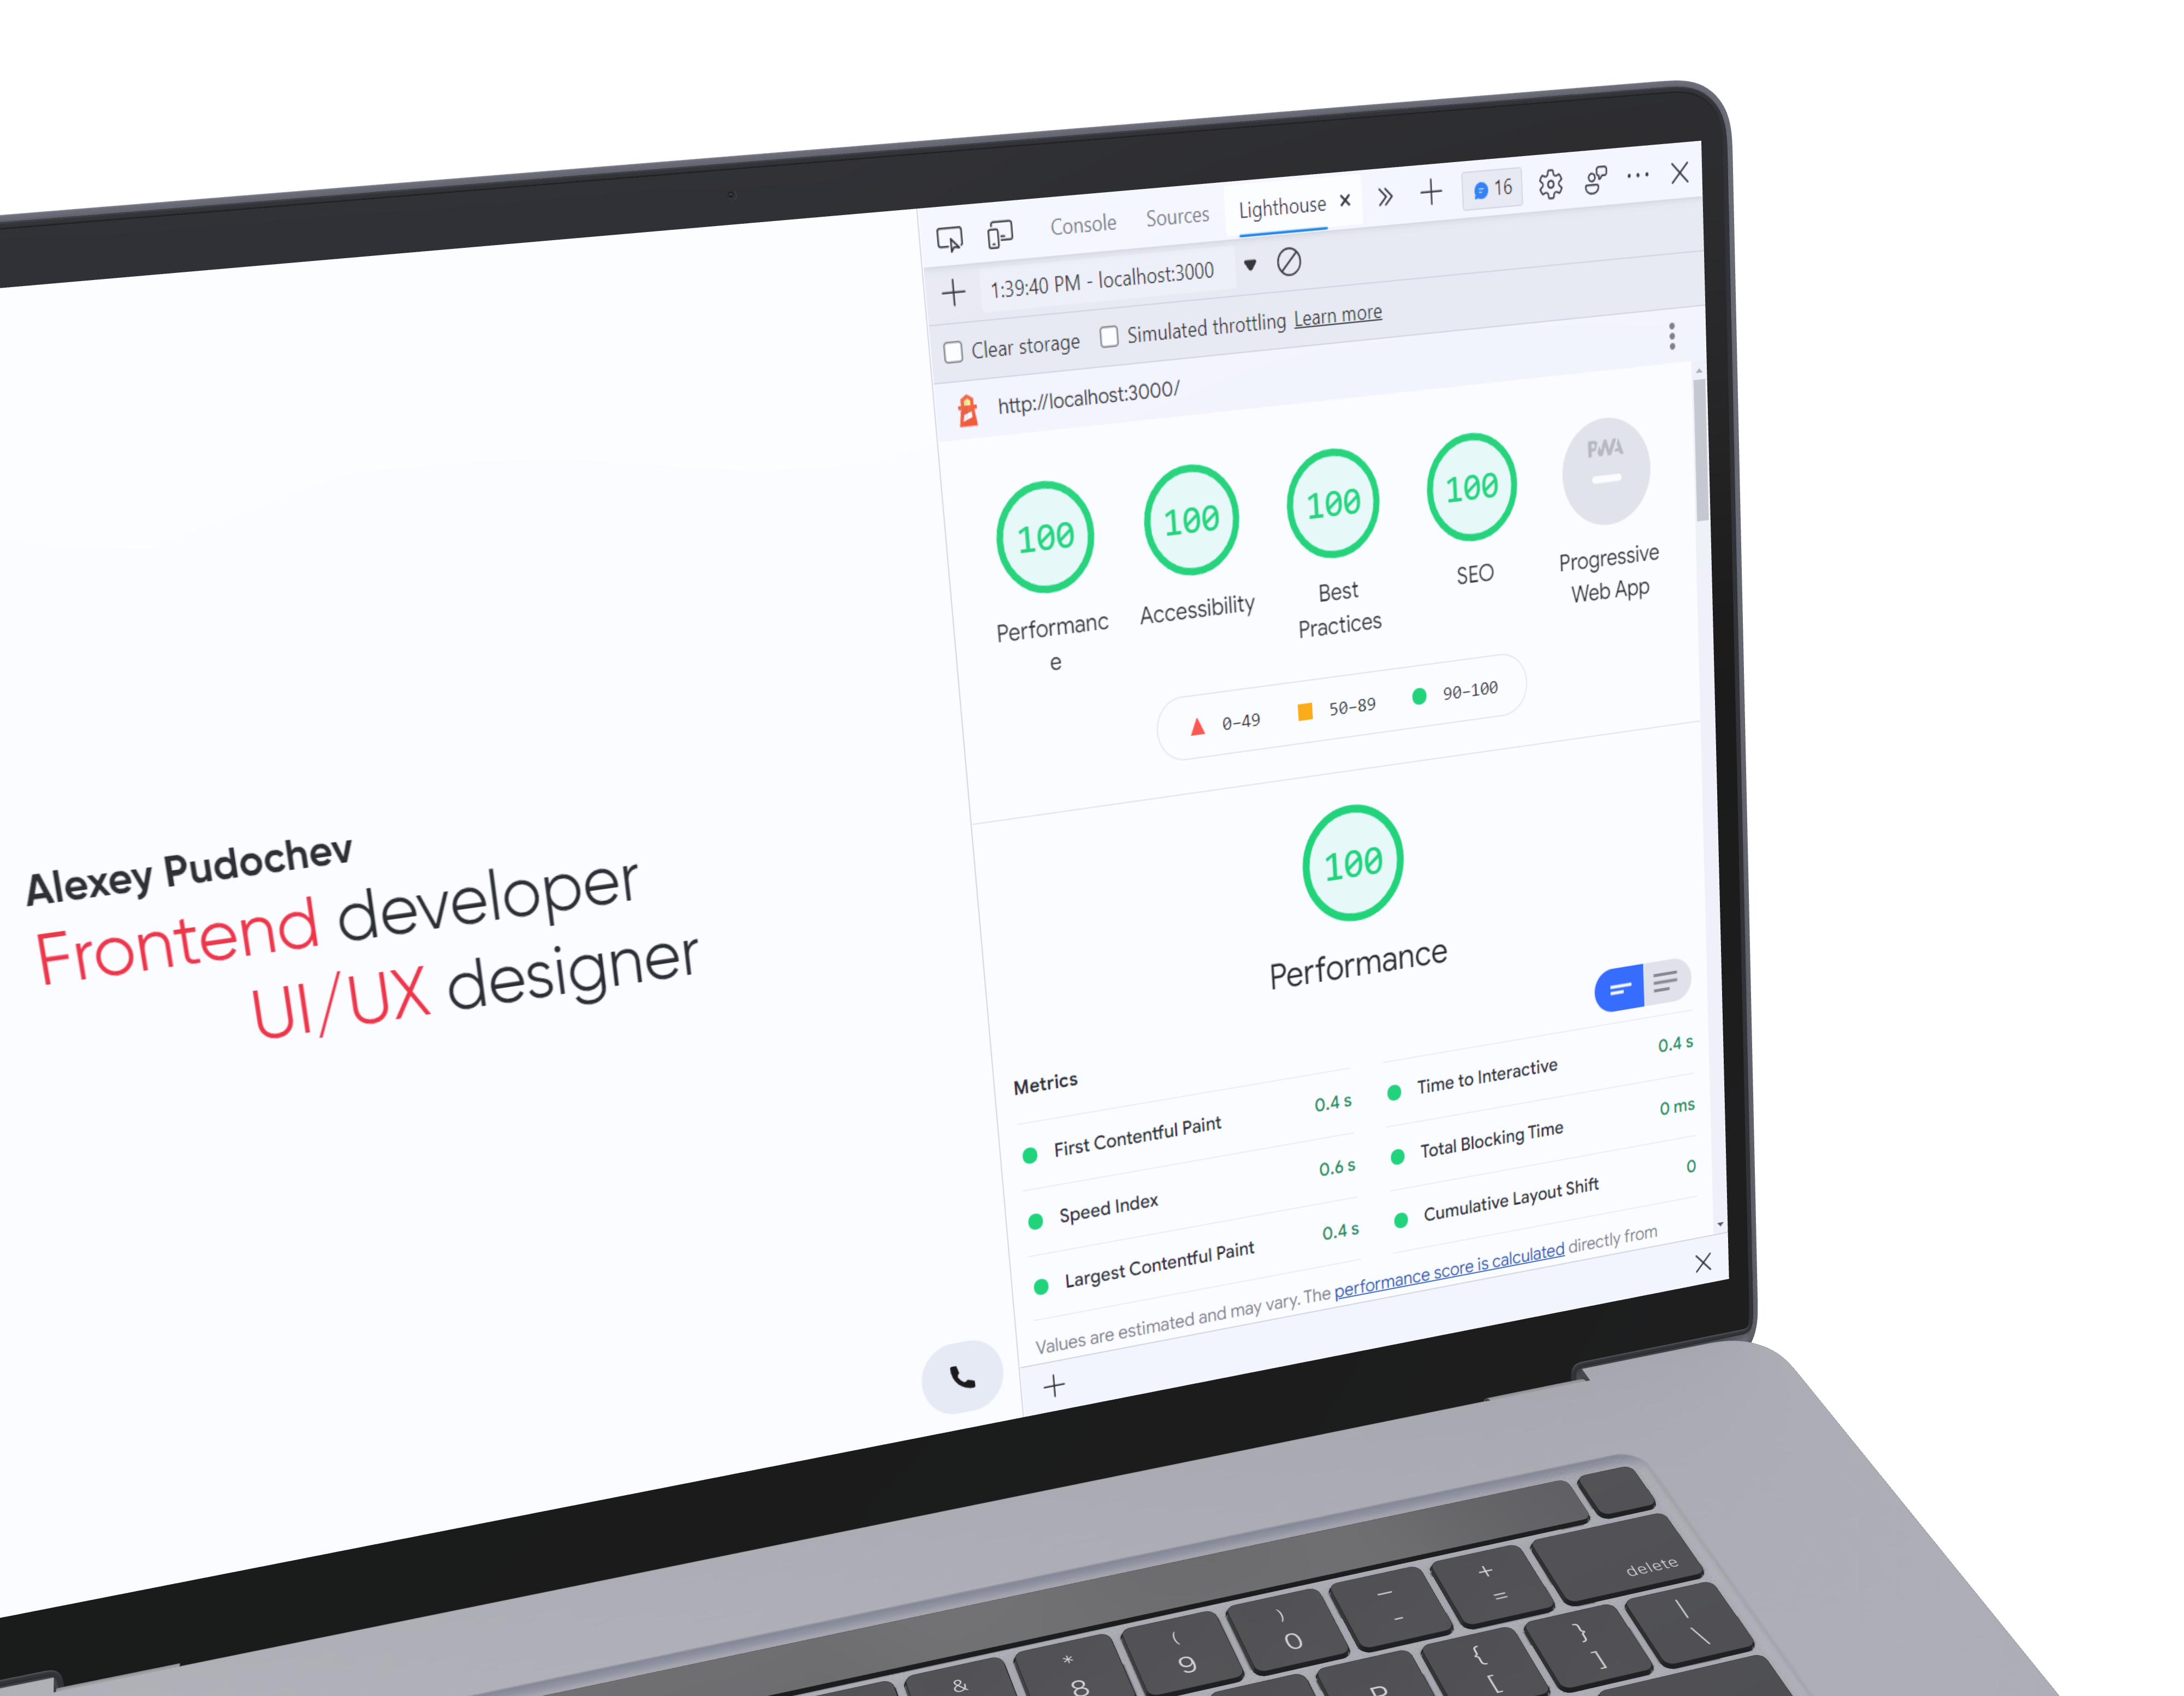 Alexey Pudochev
Frontend developer
UI/UX designer
Console Sources Lighthouse 16
1:39:40 PM - localhost:3000
Clear storage Simulated throttling Learn more
http://localhost:3000/
100 100 100 100 PWA
Performanc
e
Accessibility
Best
Practices
SEO
Progressive
Web App
0–49 50–89 90–100
100
Performance
Metrics
First Contentful Paint 0.4 s
Speed Index 0.6 s
Largest Contentful Paint 0.4 s
Time to Interactive 0.4 s
Total Blocking Time 0 ms
Cumulative Layout Shift 0
Values are estimated and may vary. The performance score is calculated directly from
delete
& * 8 ( 9 ) 0 – - + =
P { [ } ] | \